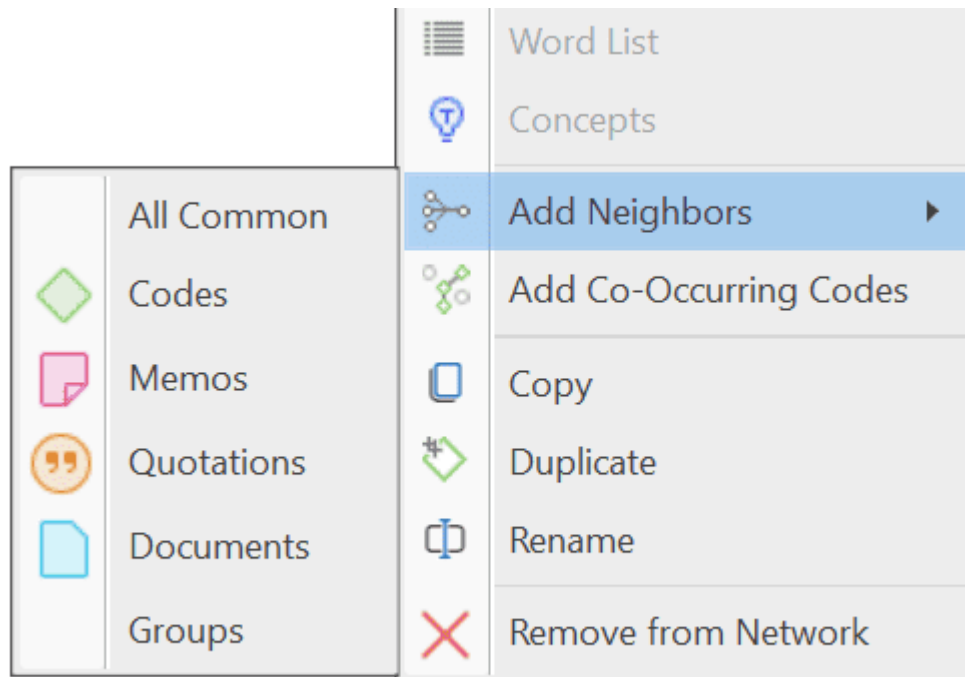 Word List
Concepts
Add Neighbors
Add Co-Occurring Codes
Copy
Duplicate
Rename
Remove from Network
All Common
Codes
Memos
Quotations
Documents
Groups